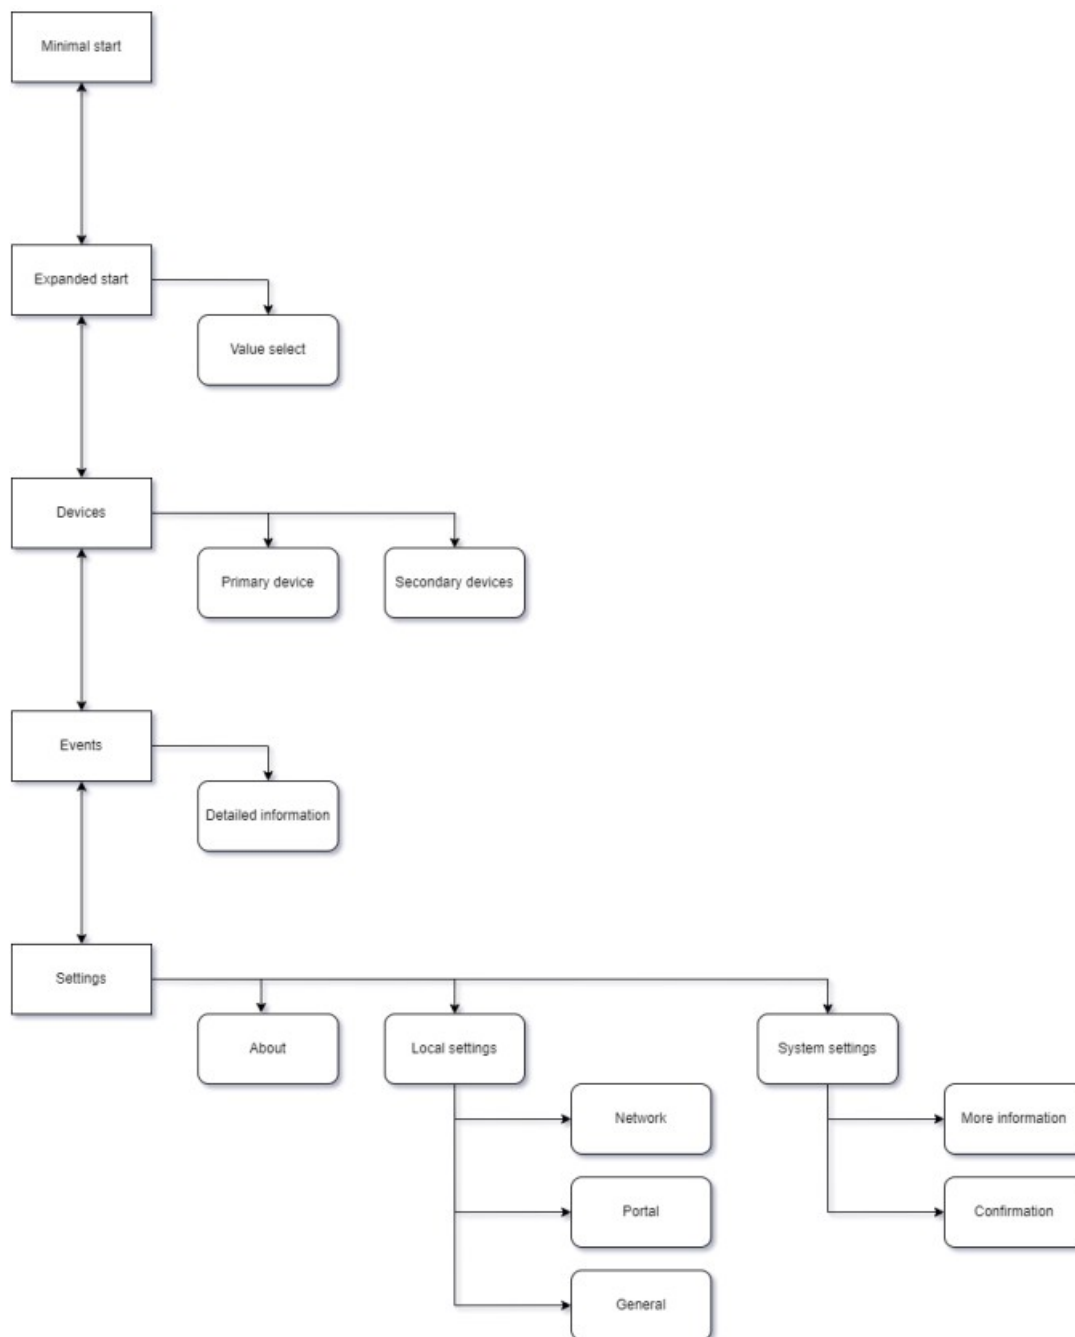 Minimal start
Expanded start
Value select
Devices
Primary device
Secondary devices
Events
Detailed information
Settings
About
Local settings
System settings
Network
More information
Portal
Confirmation
General